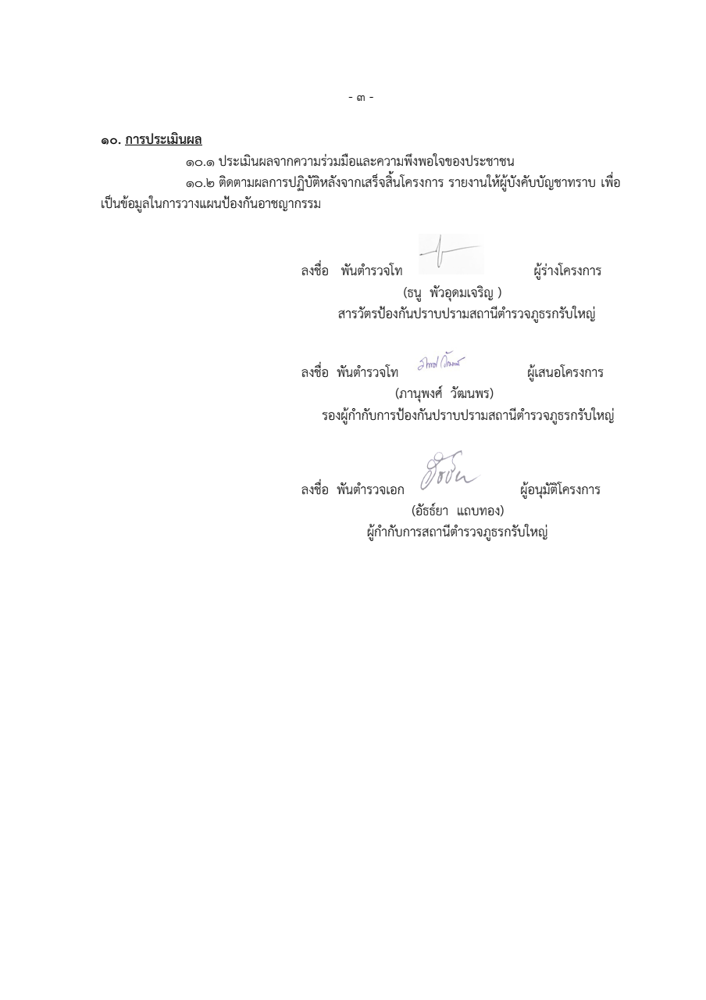 - ๓ -
๑๐. การประเมินผล
๑๐.๑ ประเมินผลจากความร่วมมือและความพึงพอใจของประชาชน
๑๐.๒ ติดตามผลการปฏิบัติหลังจากเสร็จสิ้นโครงการ รายงานให้ผู้บังคับบัญชาทราบ เพื่อ
เป็นข้อมูลในการวางแผนป้องกันอาชญากรรม
ลงชื่อ พันตำรวจโท ผู้ร่างโครงการ
(ธนู พัวอุดมเจริญ )
สารวัตรป้องกันปราบปรามสถานีตำรวจภูธรกรับใหญ่
ลงชื่อ พันตำรวจโท ผู้เสนอโครงการ
(ภานุพงศ์ วัฒนพร)
รองผู้กำกับการป้องกันปราบปรามสถานีตำรวจภูธรกรับใหญ่
ลงชื่อ พันตำรวจเอก ผู้อนุมัติโครงการ
(อัธธ์ยา แถบทอง)
ผู้กำกับการสถานีตำรวจภูธรกรับใหญ่